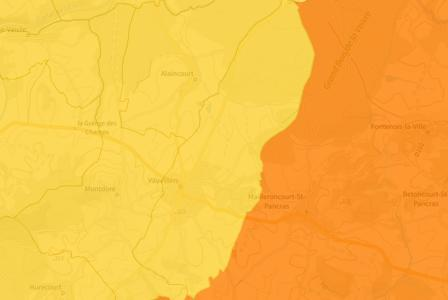 Alaincourt
la Grange des
Champs
Grand Bois de la Vaivre
Fontenois-la-Ville
Montdoré
Vauvillers
Mailleroncourt-St-
Pancras
Betoncourt-St-
Pancras
Hurecourt